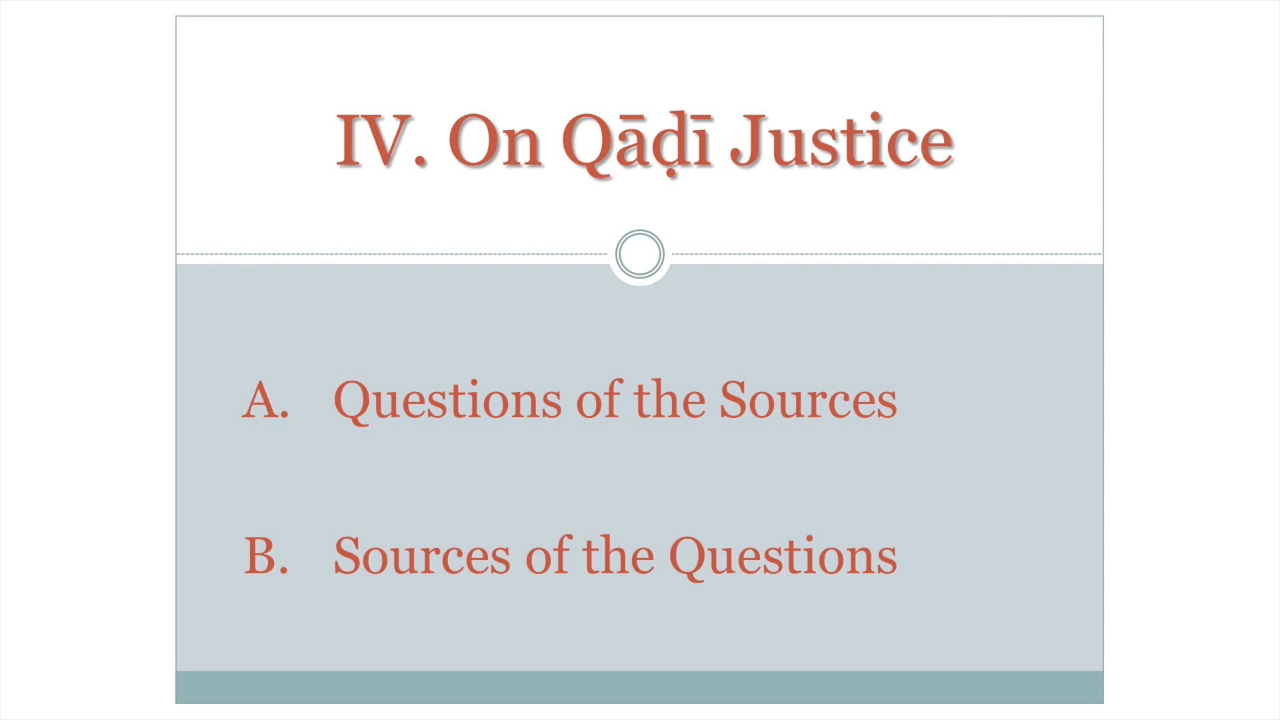 IV. On Qāḍī Justice
A. Questions of the Sources
B. Sources of the Questions